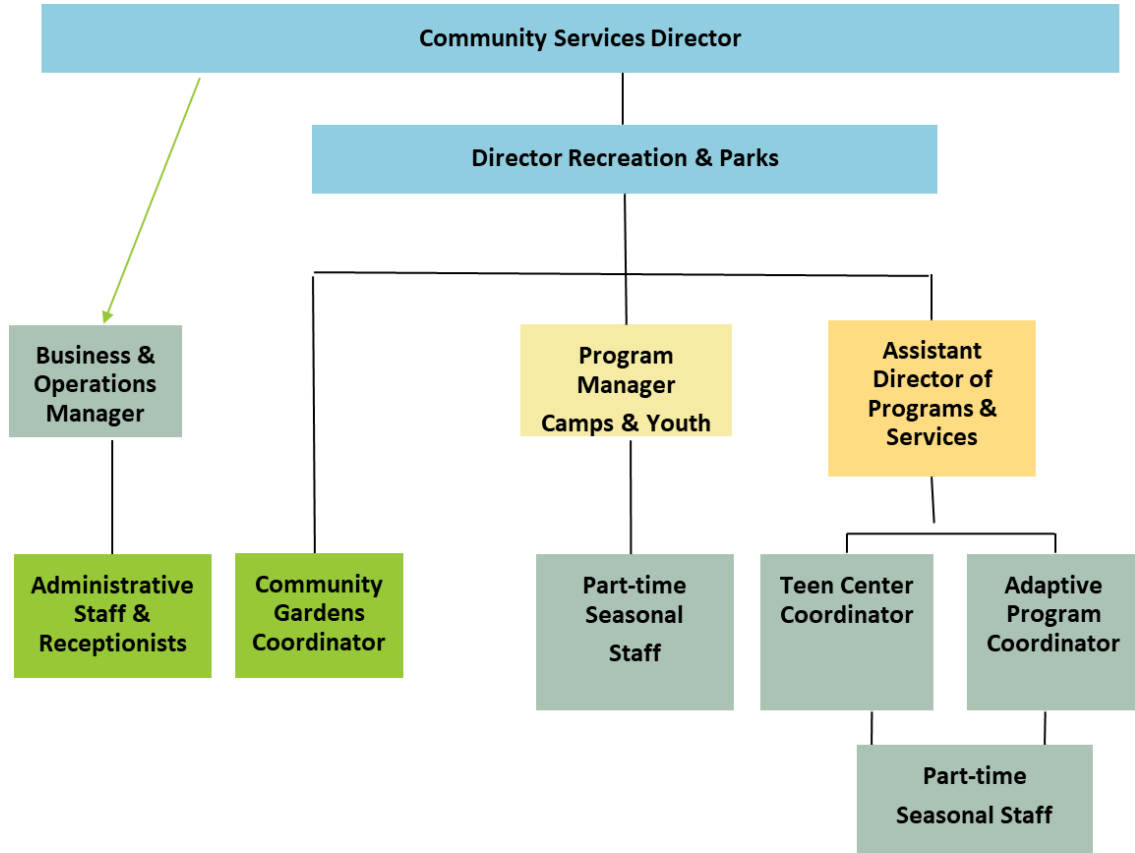 Community Services Director
Director Recreation & Parks
Business &
Operations
Manager
Program
Manager
Camps & Youth
Assistant
Director of
Programs &
Services
Administrative
Staff &
Receptionists
Community
Gardens
Coordinator
Part-time
Seasonal
Staff
Teen Center
Coordinator
Adaptive
Program
Coordinator
Part-time
Seasonal Staff